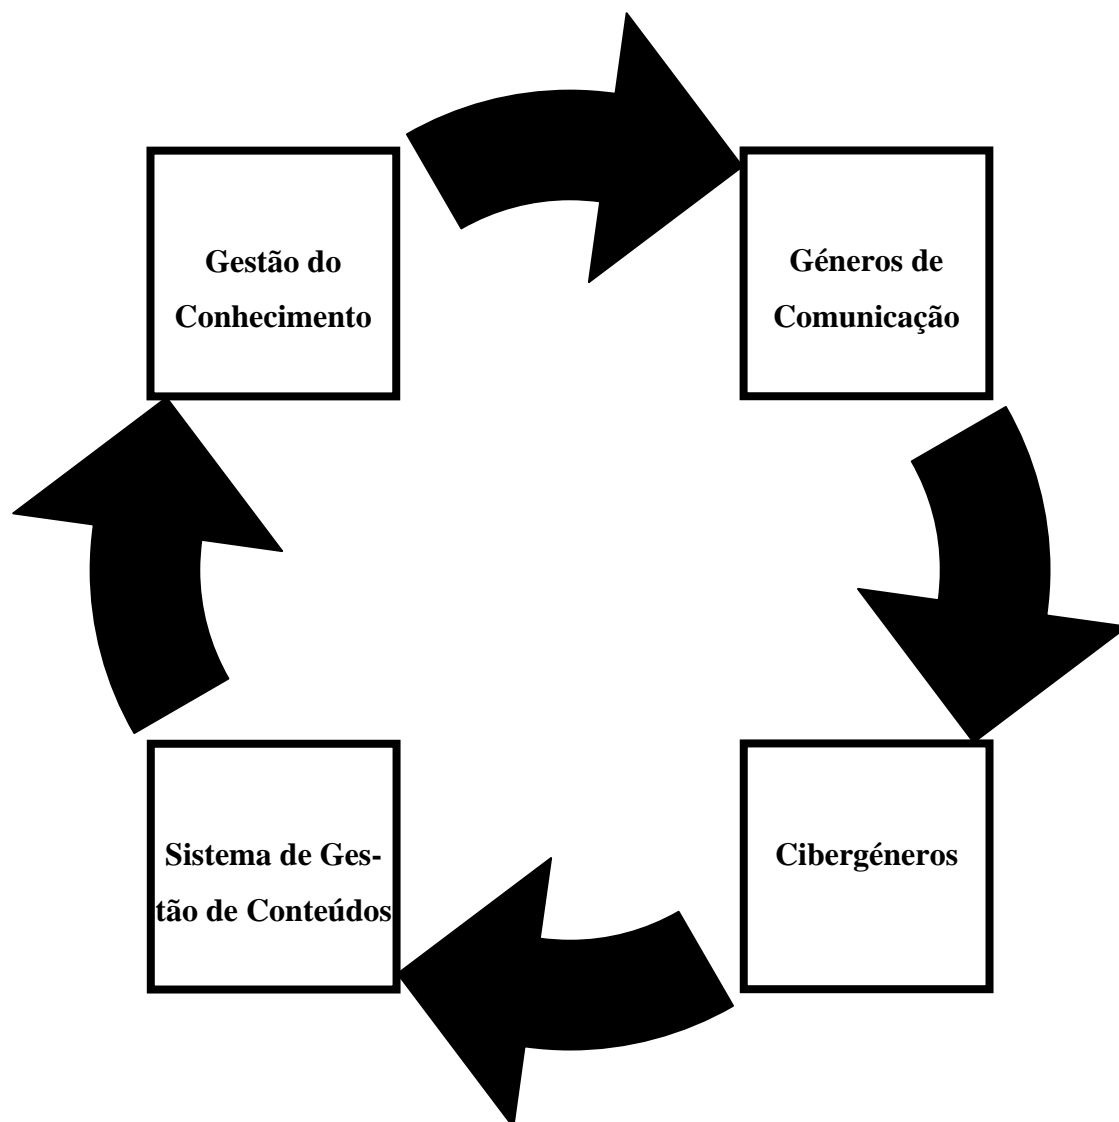 Gestão do
Conhecimento
Géneros de
Comunicação
Sistema de Ges-
tão de Conteúdos
Cibergéneros